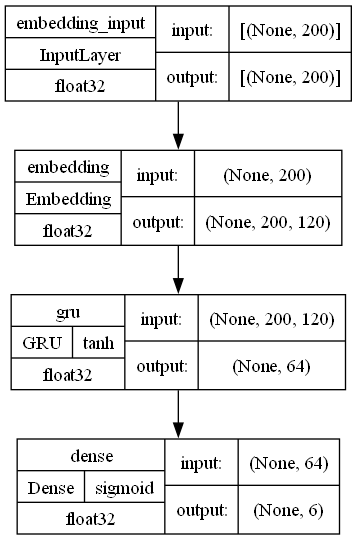 embedding_input
InputLayer
float32
input:
[(None, 200)]
output:
[(None, 200)]
embedding
Embedding
float32
input:
(None, 200)
output:
(None, 200, 120)
gru
GRU tanh
float32
input:
(None, 200, 120)
output:
(None, 64)
dense
Dense sigmoid
float32
input:
(None, 64)
output:
(None, 6)